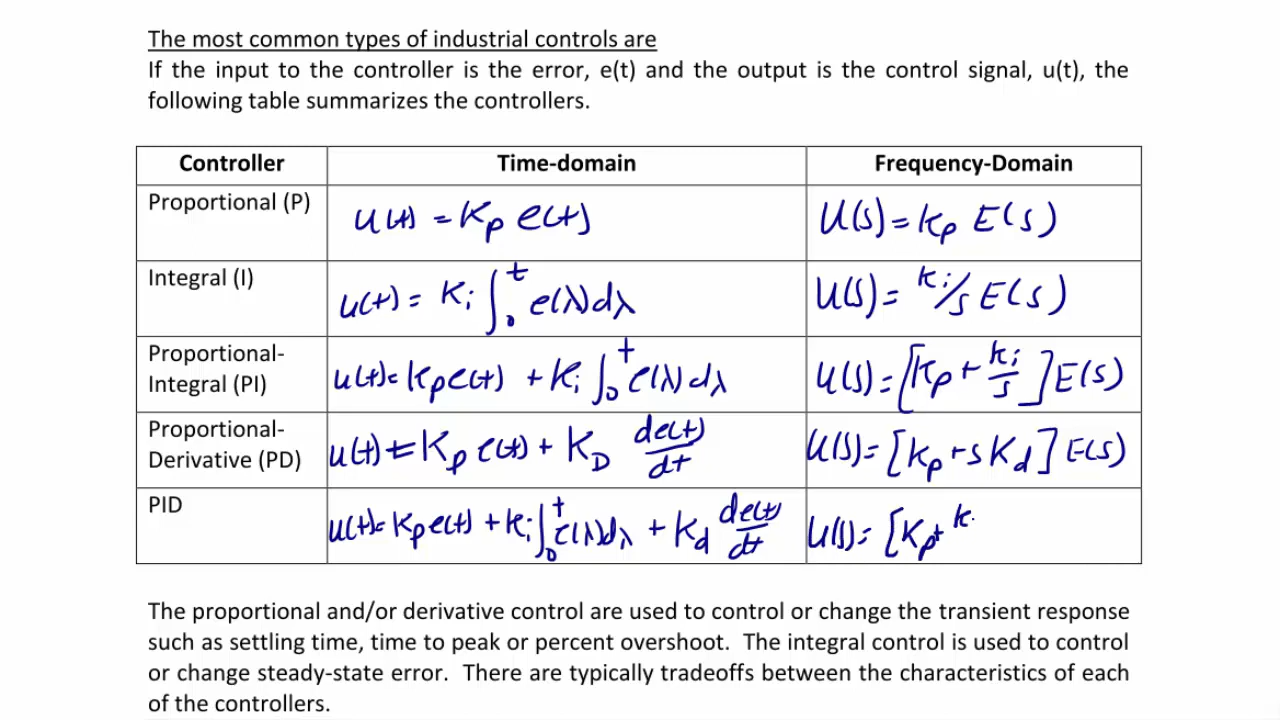 The most common types of industrial controls are
If the input to the controller is the error, e(t) and the output is the control signal, u(t), the
following table summarizes the controllers.
Controller Time-domain Frequency-Domain
Proportional (P) u(t) = Kp e(t) U(s) = Kp E(s)
Integral (I) u(t) = Ki ∫₀ᵗ e(λ)dλ U(s) = Ki/s E(s)
Proportional-
Integral (PI) u(t) = Kp e(t) + Ki ∫₀ᵗ e(λ) dλ U(s) = [Kp + Ki/s] E(s)
Proportional-
Derivative (PD) u(t) = Kp e(t) + KD de(t)/dt U(s) = [Kp + s Kd] E(s)
PID u(t) = Kp e(t) + Ki ∫₀ᵗ e(λ)dλ + Kd de(t)/dt U(s) = [Kp + k
The proportional and/or derivative control are used to control or change the transient response
such as settling time, time to peak or percent overshoot. The integral control is used to control
or change steady-state error. There are typically tradeoffs between the characteristics of each
of the controllers.